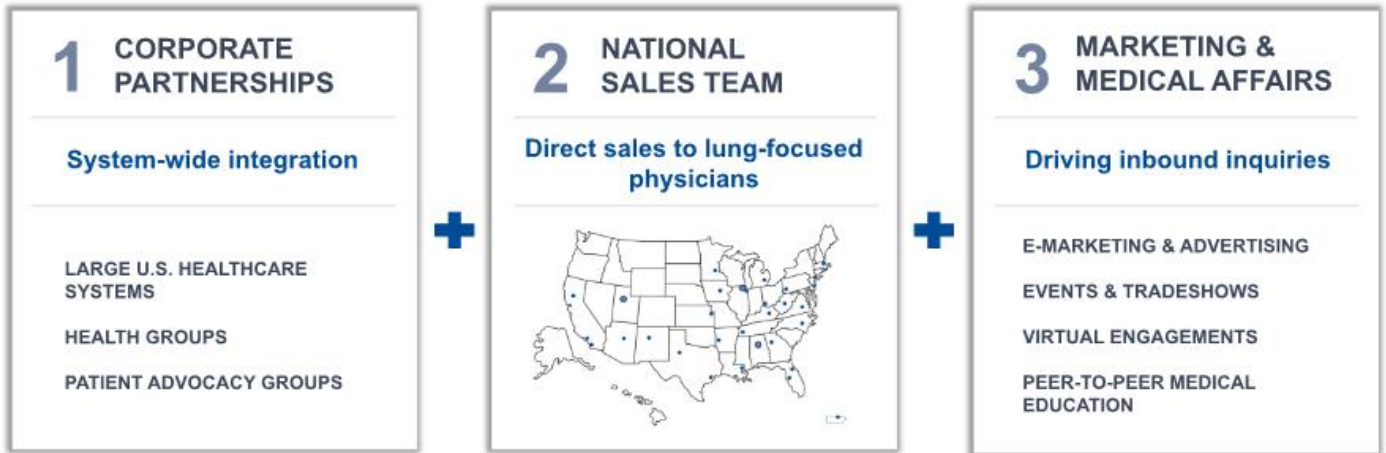 1
CORPORATE
PARTNERSHIPS
System-wide integration
LARGE U.S. HEALTHCARE
SYSTEMS
HEALTH GROUPS
PATIENT ADVOCACY GROUPS
2
NATIONAL
SALES TEAM
Direct sales to lung-focused
physicians
3
MARKETING &
MEDICAL AFFAIRS
Driving inbound inquiries
E-MARKETING & ADVERTISING
EVENTS & TRADESHOWS
VIRTUAL ENGAGEMENTS
PEER-TO-PEER MEDICAL
EDUCATION